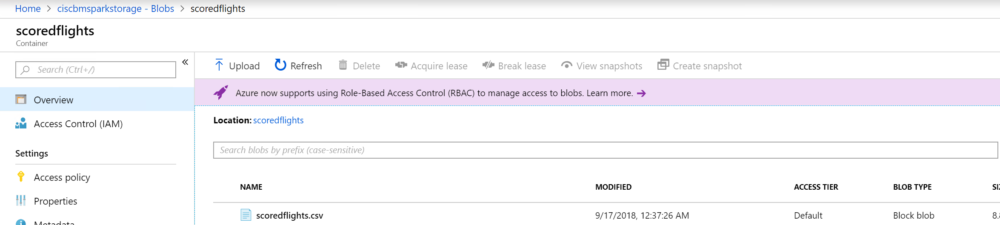 Home > ciscbmsparkstorage - Blobs > scoredflights
scoredflights
Container
«
Search (Ctrl+/)
Overview
Access Control (IAM)
Settings
Access policy
Properties
Metadata
Upload Refresh Delete Acquire lease Break lease View snapshots Create snapshot
Azure now supports using Role-Based Access Control (RBAC) to manage access to blobs. Learn more. →
Location: scoredflights
Search blobs by prefix (case-sensitive)
NAME MODIFIED ACCESS TIER BLOB TYPE
scoredflights.csv 9/17/2018, 12:37:26 AM Default Block blob